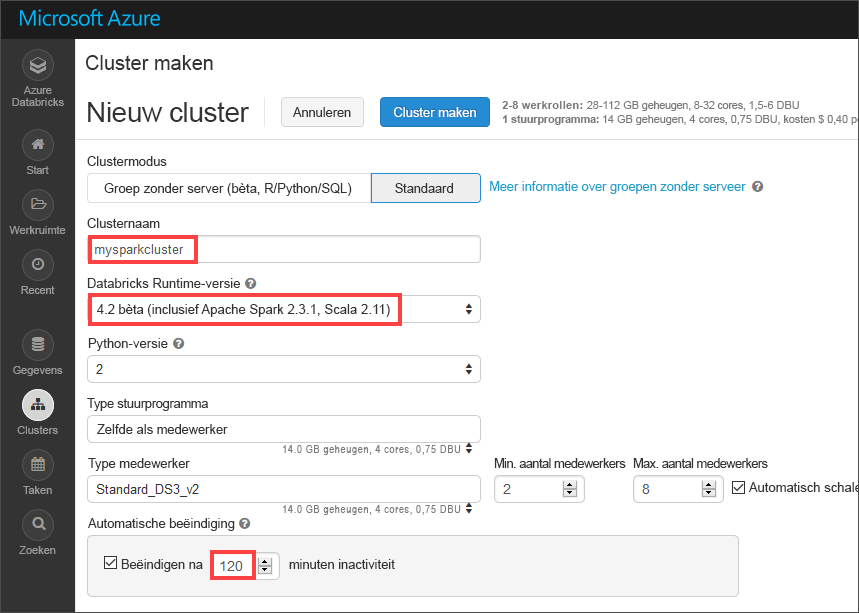 Microsoft Azure
Azure
Databricks
Start
Werkruimte
Recent
Gegevens
Clusters
Taken
Zoeken
Cluster maken
Nieuw cluster
Annuleren
Cluster maken
2-8 werkrollen: 28-112 GB geheugen, 8-32 cores, 1,5-6 DBU
1 stuurprogramma: 14 GB geheugen, 4 cores, 0,75 DBU, kosten $ 0,40 p
Clustermodus
Groep zonder server (bèta, R/Python/SQL)
Standaard
Meer informatie over groepen zonder serveer
Clusternaam
mysparkcluster
Databricks Runtime-versie
4.2 bèta (inclusief Apache Spark 2.3.1, Scala 2.11)
Python-versie
2
Type stuurprogramma
Zelfde als medewerker
14.0 GB geheugen, 4 cores, 0,75 DBU
Type medewerker
Min. aantal medewerkers
Max. aantal medewerkers
Standard_DS3_v2
2
8
Automatisch schale
14.0 GB geheugen, 4 cores, 0,75 DBU
Automatische beëindiging
Beëindigen na 120 minuten inactiviteit